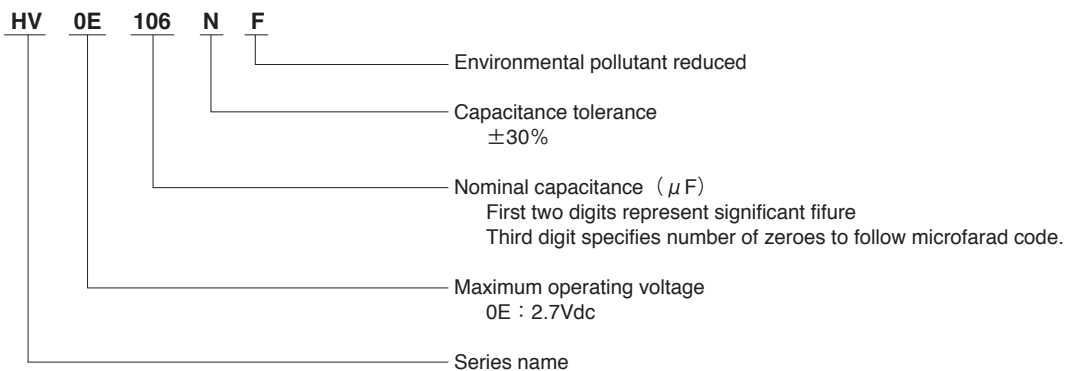 HV 0E 106 N F
Environmental pollutant reduced
Capacitance tolerance
±30%
Nominal capacitance (μF)
First two digits represent significant fifure
Third digit specifies number of zeroes to follow microfarad code.
Maximum operating voltage
0E：2.7Vdc
Series name